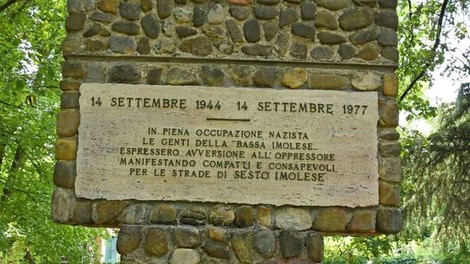 14 SETTEMBRE 1944 14 SETTEMBRE 1977
IN PIENA OCCUPAZIONE NAZISTA
LE GENTI DELLA "BASSA IMOLESE„
ESPRESSERO AVVERSIONE ALL'OPPRESSORE
MANIFESTANDO COMPATTI E CONSAPEVOLI
PER LE STRADE DI SESTO IMOLESE